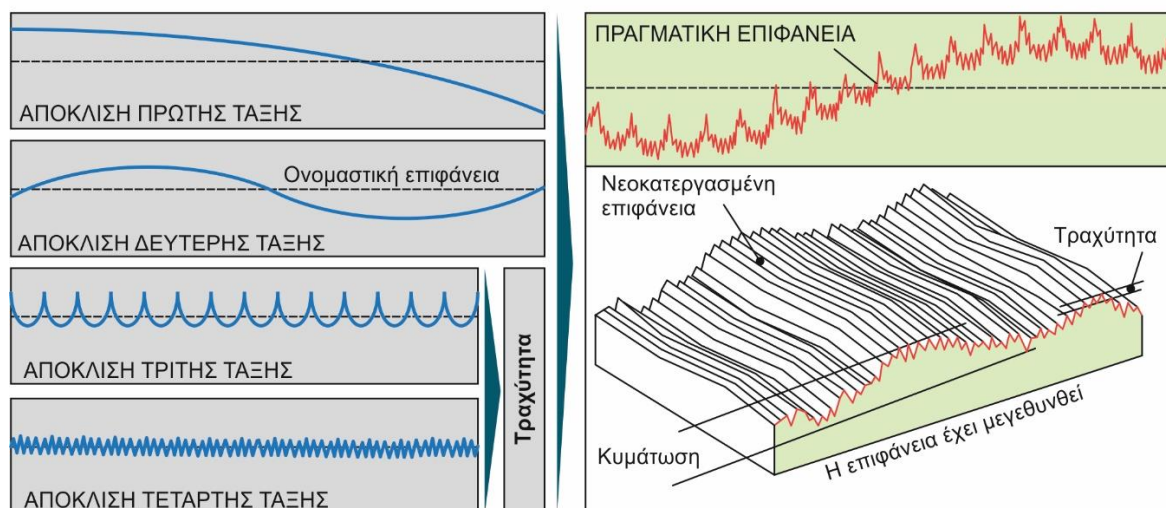 ΑΠΟΚΛΙΣΗ ΠΡΩΤΗΣ ΤΑΞΗΣ
Ονομαστική επιφάνεια
ΑΠΟΚΛΙΣΗ ΔΕΥΤΕΡΗΣ ΤΑΞΗΣ
ΑΠΟΚΛΙΣΗ ΤΡΙΤΗΣ ΤΑΞΗΣ
ΑΠΟΚΛΙΣΗ ΤΕΤΑΡΤΗΣ ΤΑΞΗΣ
Τραχύτητα
ΠΡΑΓΜΑΤΙΚΗ ΕΠΙΦΑΝΕΙΑ
Νεοκατεργασμένη
επιφάνεια
Τραχύτητα
Κυμάτωση
Η επιφάνεια έχει μεγεθυνθεί